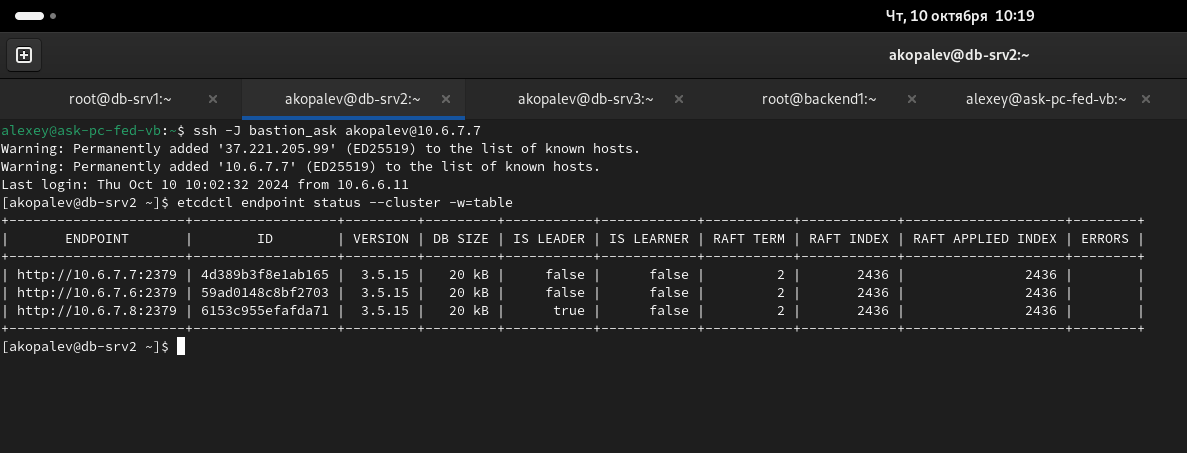 Чт, 10 октября 10:19
akopalev@db-srv2:~
root@db-srv1:~ × akopalev@db-srv2:~ × akopalev@db-srv3:~ × root@backend1:~ × alexey@ask-pc-fed-vb:~ ×
alexey@ask-pc-fed-vb:~$ ssh -J bastion_ask akopalev@10.6.7.7
Warning: Permanently added '37.221.205.99' (ED25519) to the list of known hosts.
Warning: Permanently added '10.6.7.7' (ED25519) to the list of known hosts.
Last login: Thu Oct 10 10:02:32 2024 from 10.6.6.11
[akopalev@db-srv2 ~]$ etcdctl endpoint status --cluster -w=table
+----------------------+------------------+---------+---------+-----------+------------+-----------+------------+--------------------+--------+
| ENDPOINT | ID | VERSION | DB SIZE | IS LEADER | IS LEARNER | RAFT TERM | RAFT INDEX | RAFT APPLIED INDEX | ERRORS |
+----------------------+------------------+---------+---------+-----------+------------+-----------+------------+--------------------+--------+
| http://10.6.7.7:2379 | 4d389b3f8e1ab165 | 3.5.15 | 20 kB | false | false | 2 | 2436 | 2436 | |
| http://10.6.7.6:2379 | 59ad0148c8bf2703 | 3.5.15 | 20 kB | false | false | 2 | 2436 | 2436 | |
| http://10.6.7.8:2379 | 6153c955efafda71 | 3.5.15 | 20 kB | true | false | 2 | 2436 | 2436 | |
+----------------------+------------------+---------+---------+-----------+------------+-----------+------------+--------------------+--------+
[akopalev@db-srv2 ~]$